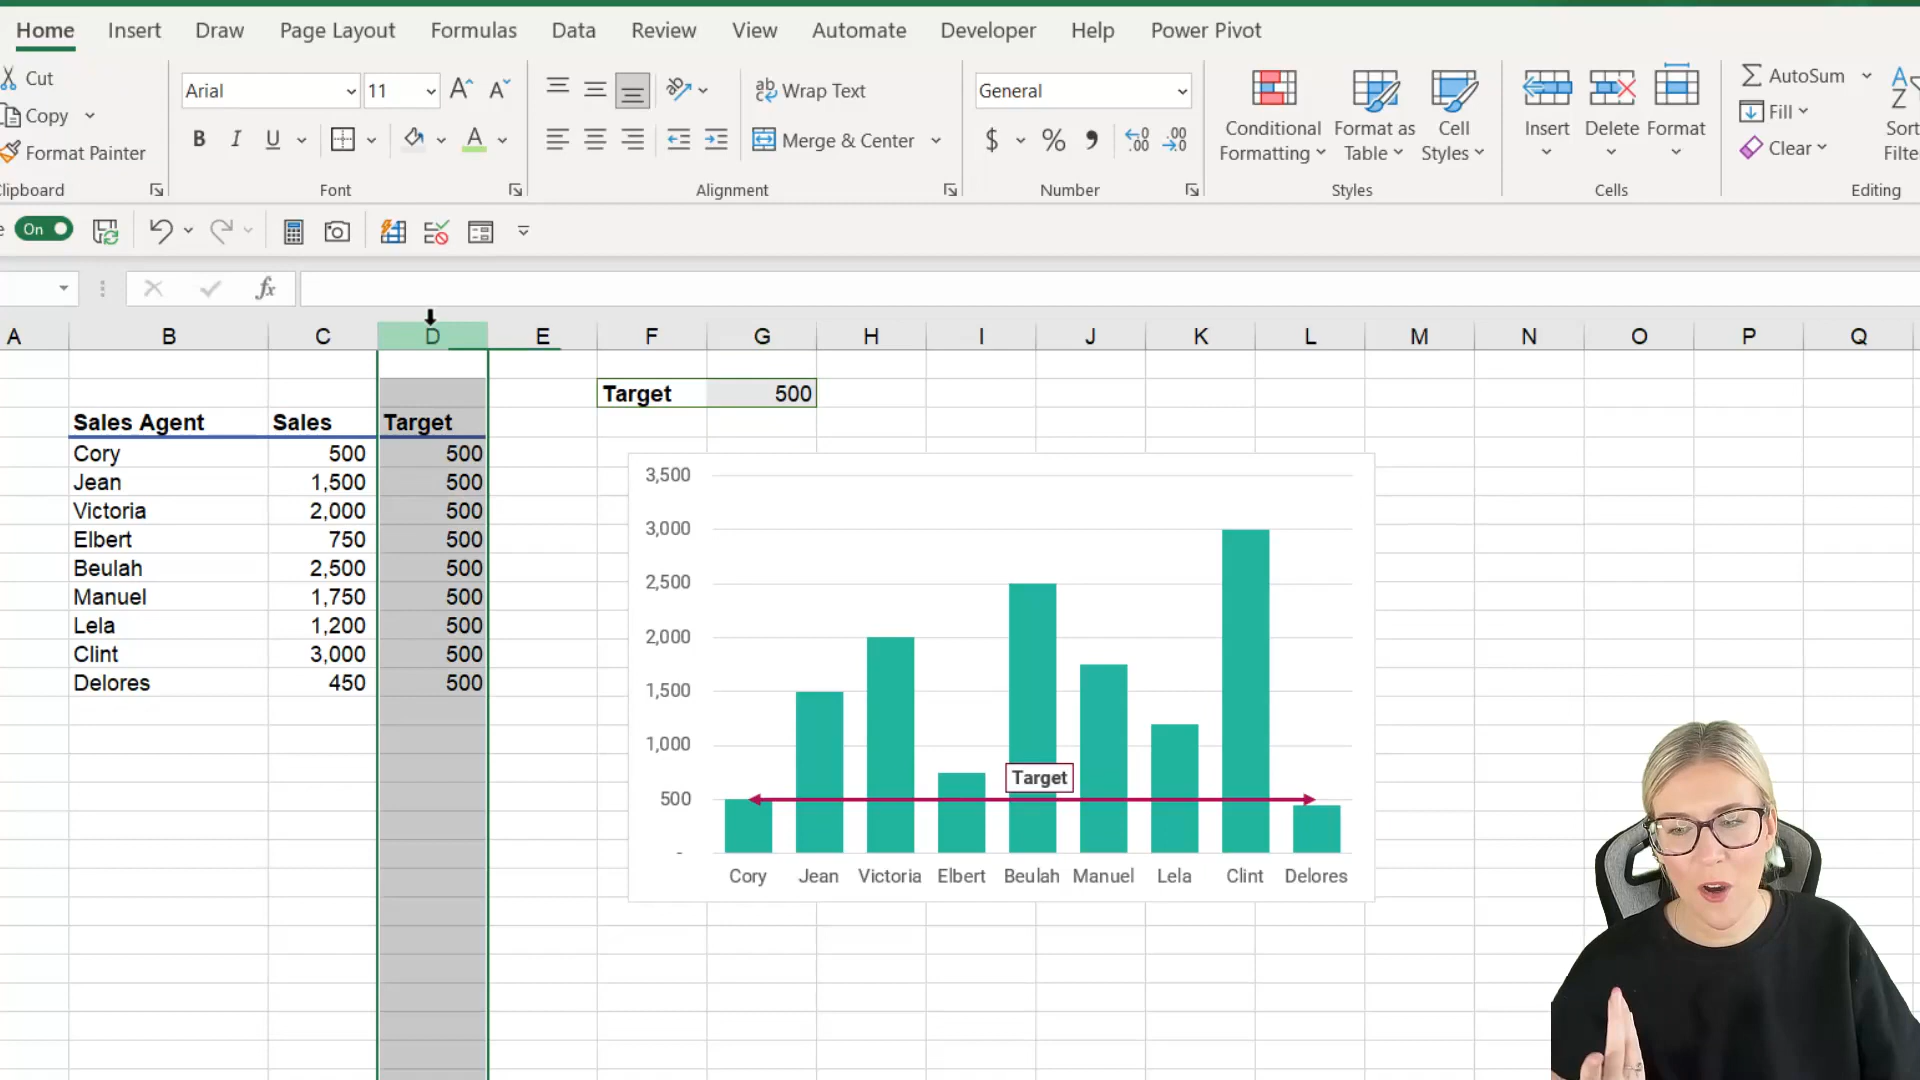 Home Insert Draw Page Layout Formulas Data Review View Automate Developer Help Power Pivot
Cut
Copy
Format Painter
Clipboard
Arial 11
B I U
Font
Wrap Text
Merge & Center
Alignment
General
$ % , .00
Number
Conditional Formatting
Format as Table
Cell Styles
Styles
Insert Delete Format
Cells
AutoSum
Fill
Clear
Sort
Filter
Editing
On
fx
A B C D E F G H I J K L M N O P Q
Target 500
Sales Agent Sales Target
Cory 500 500
Jean 1,500 500
Victoria 2,000 500
Elbert 750 500
Beulah 2,500 500
Manuel 1,750 500
Lela 1,200 500
Clint 3,000 500
Delores 450 500
3,500
3,000
2,500
2,000
1,500
1,000
500
-
Target
Cory Jean Victoria Elbert Beulah Manuel Lela Clint Delores